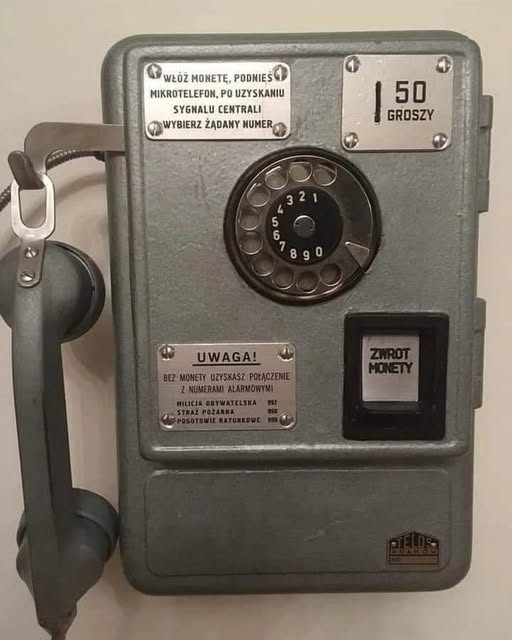 WŁÓŻ MONETĘ, PODNIEŚ
MIKROTELEFON, PO UZYSKANIU
SYGNAŁU CENTRALI
WYBIERZ ŻĄDANY NUMER
50
GROSZY
1
2
3
4
5
6
7
8
9
0
UWAGA!
BEZ MONETY UZYSKASZ POŁĄCZENIE
Z NUMERAMI ALARMOWYMI
MILICJA OBYWATELSKA 997
STRAŻ POŻARNA 998
POGOTOWIE RATUNKOWE 999
ZWROT
MONETY
TELOS
KRAKÓW